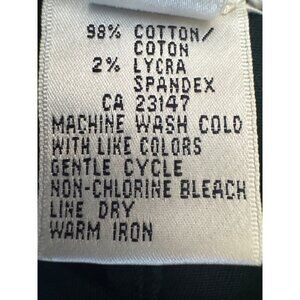 98% COTTON/
COTON
2% LYCRA
SPANDEX
CA 23147
MACHINE WASH COLD
WITH LIKE COLORS
GENTLE CYCLE
NON-CHLORINE BLEACH
LINE DRY
WARM IRON